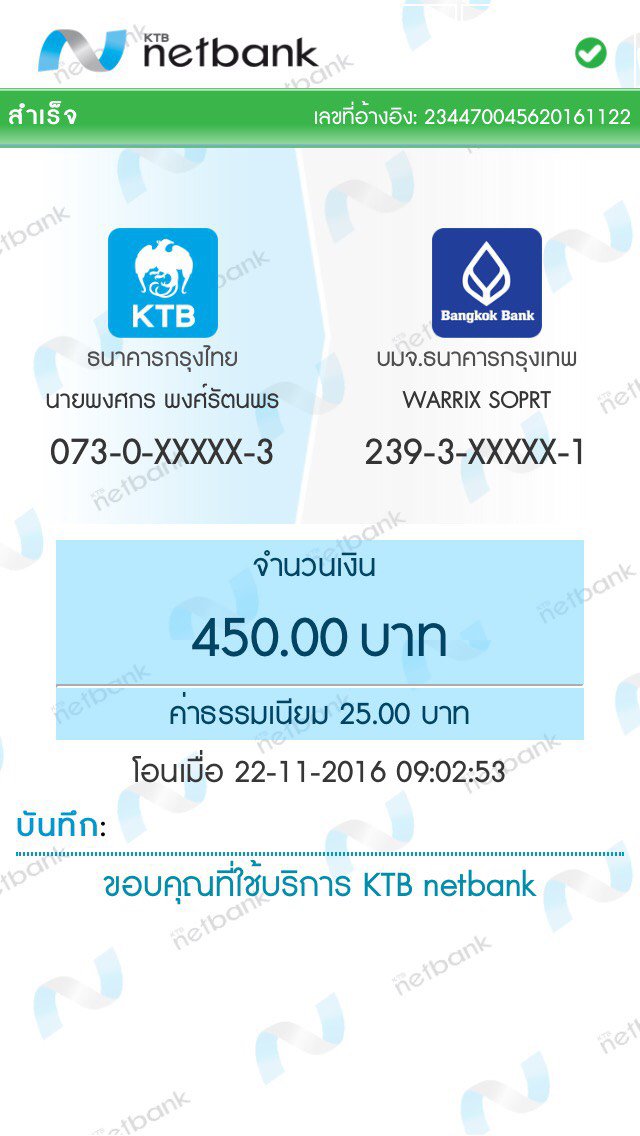 KTB
netbank
สำเร็จ
เลขที่อ้างอิง: 234470045620161122
KTB
Bangkok Bank
ธนาคารกรุงไทย
บมจ.ธนาคารกรุงเทพ
นายพงศกร พงศ์รัตนพร
WARRIX SOPRT
073-0-XXXXX-3
239-3-XXXXX-1
จำนวนเงิน
450.00 บาท
ค่าธรรมเนียม 25.00 บาท
โอนเมื่อ 22-11-2016 09:02:53
บันทึก:
ขอบคุณที่ใช้บริการ KTB netbank